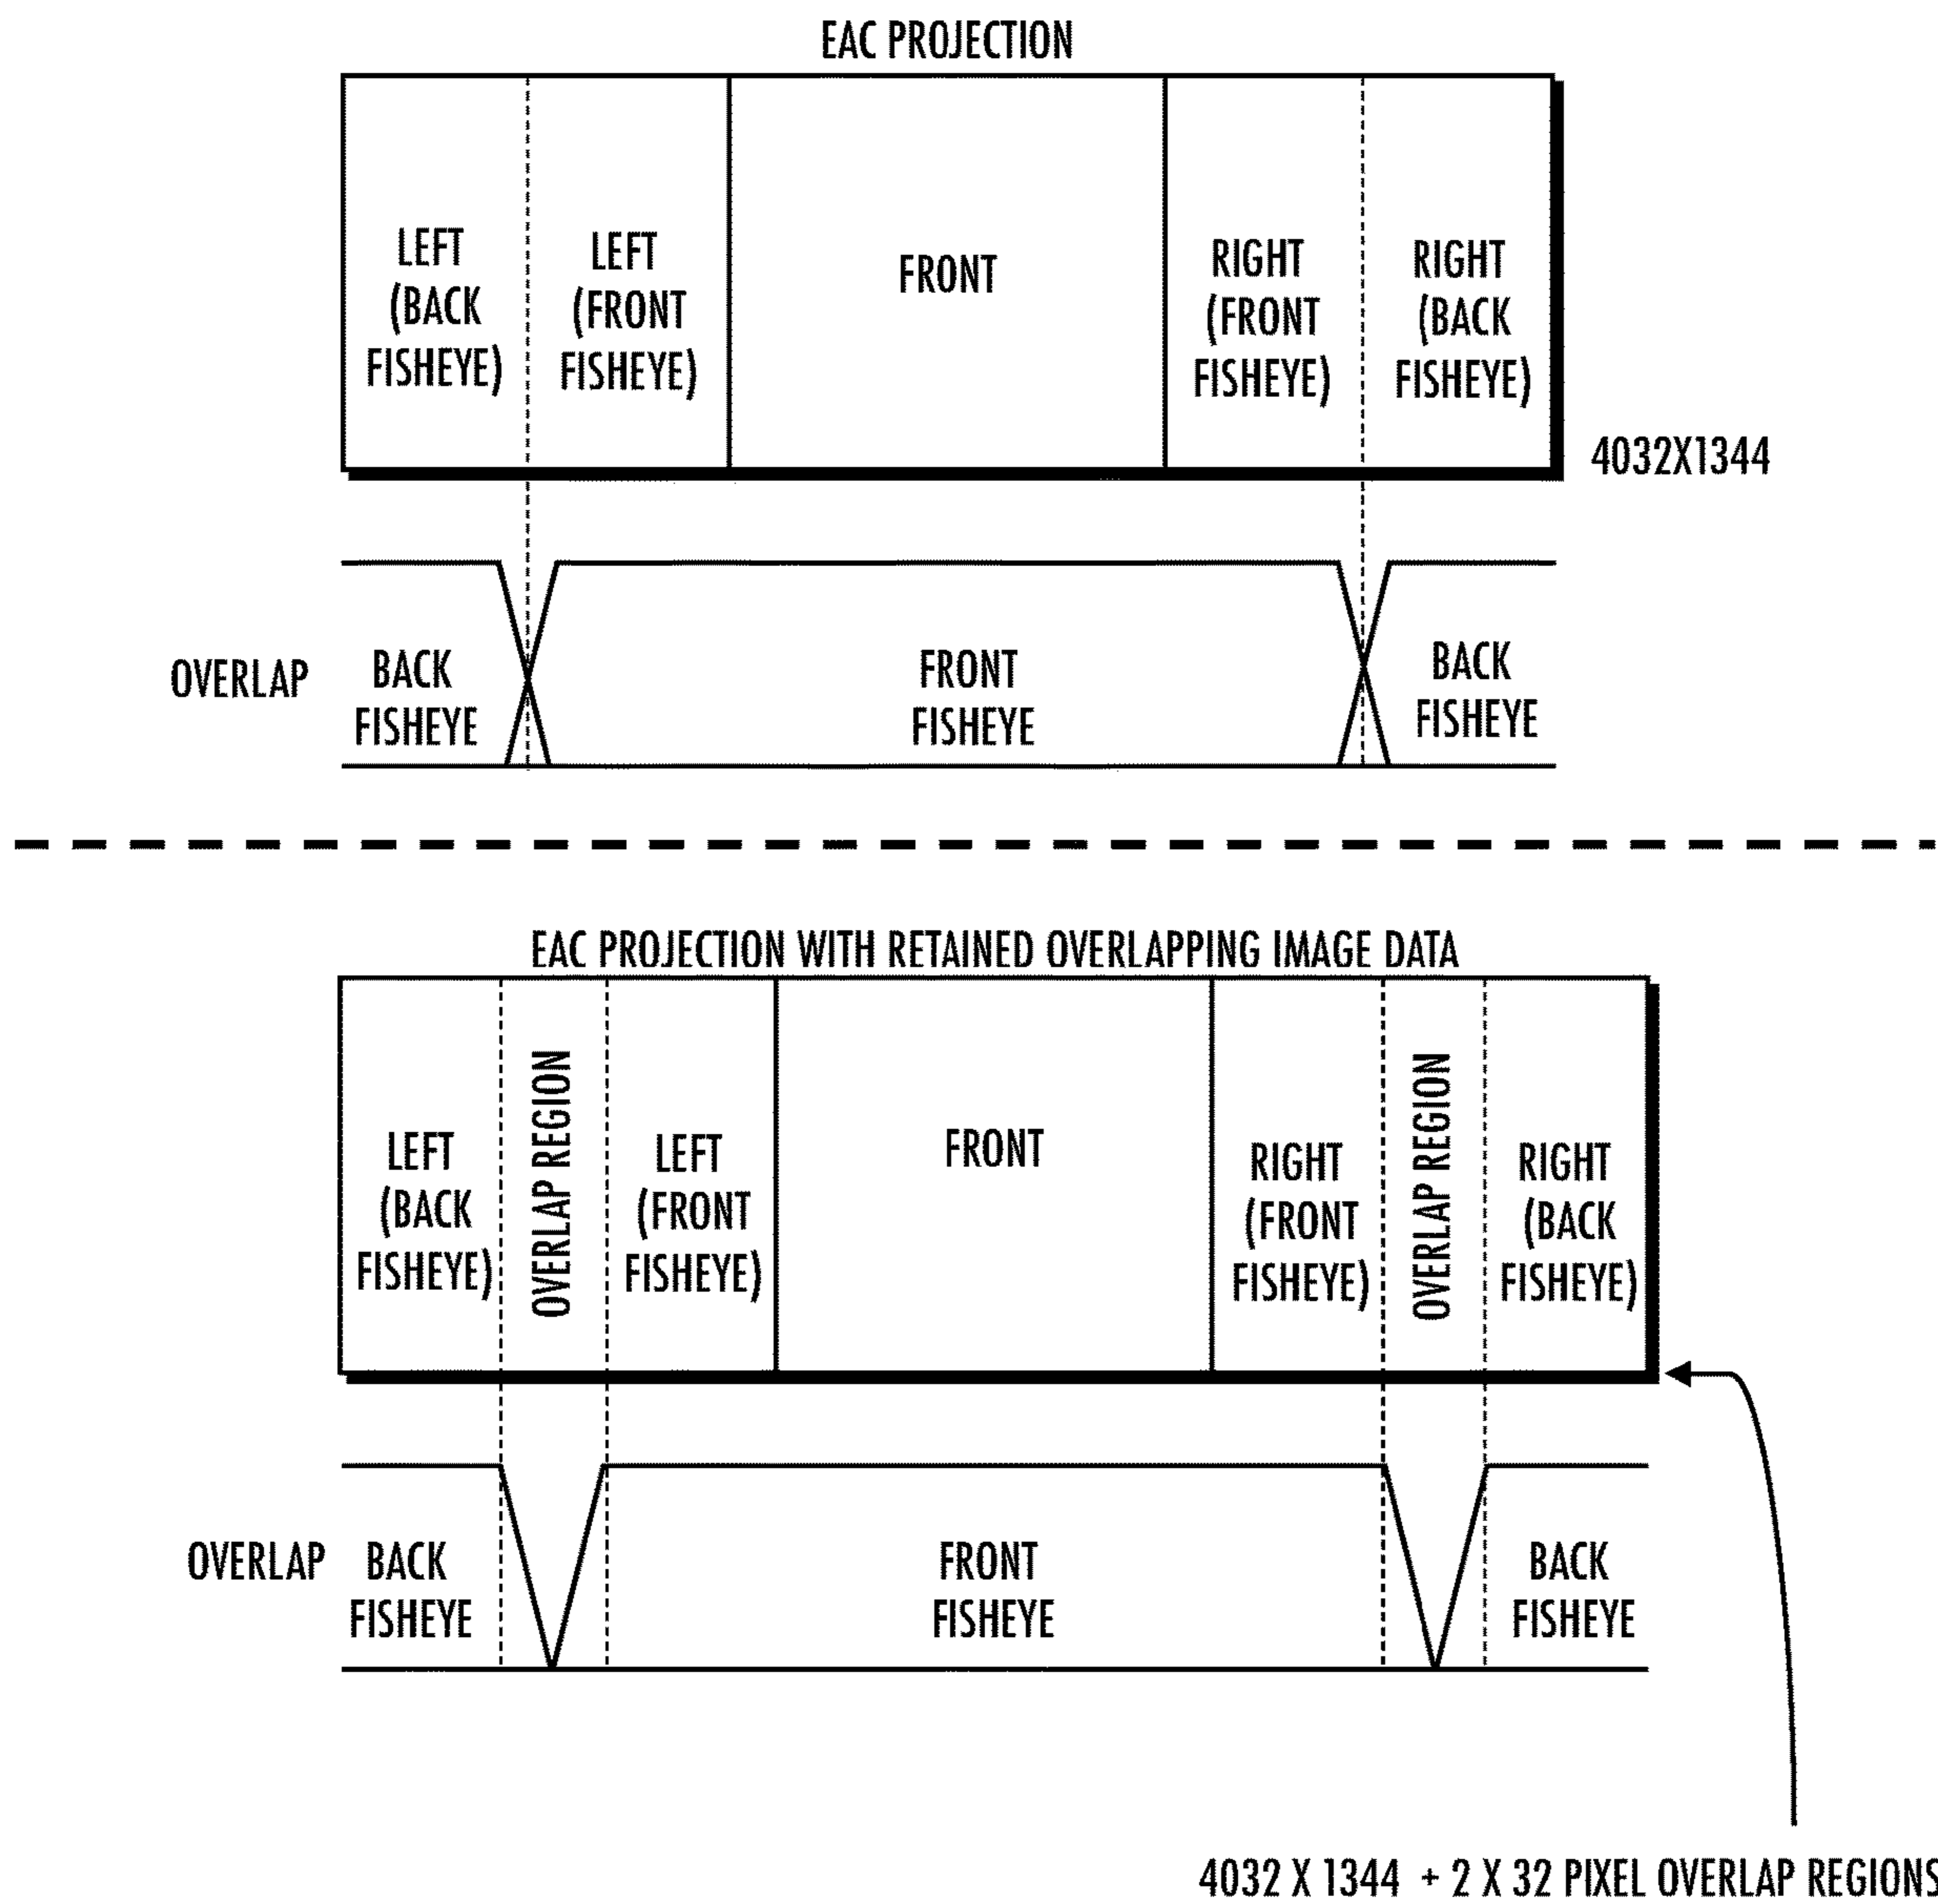 EAC PROJECTION
LEFT
(BACK
FISHEYE)
LEFT
(FRONT
FISHEYE)
FRONT
RIGHT
(FRONT
FISHEYE)
RIGHT
(BACK
FISHEYE)
4032X1344
OVERLAP
BACK
FISHEYE
FRONT
FISHEYE
BACK
FISHEYE
EAC PROJECTION WITH RETAINED OVERLAPPING IMAGE DATA
LEFT
(BACK
FISHEYE)
OVERLAP REGION
LEFT
(FRONT
FISHEYE)
FRONT
RIGHT
(FRONT
FISHEYE)
OVERLAP REGION
RIGHT
(BACK
FISHEYE)
OVERLAP
BACK
FISHEYE
FRONT
FISHEYE
BACK
FISHEYE
4032 X 1344 + 2 X 32 PIXEL OVERLAP REGIONS